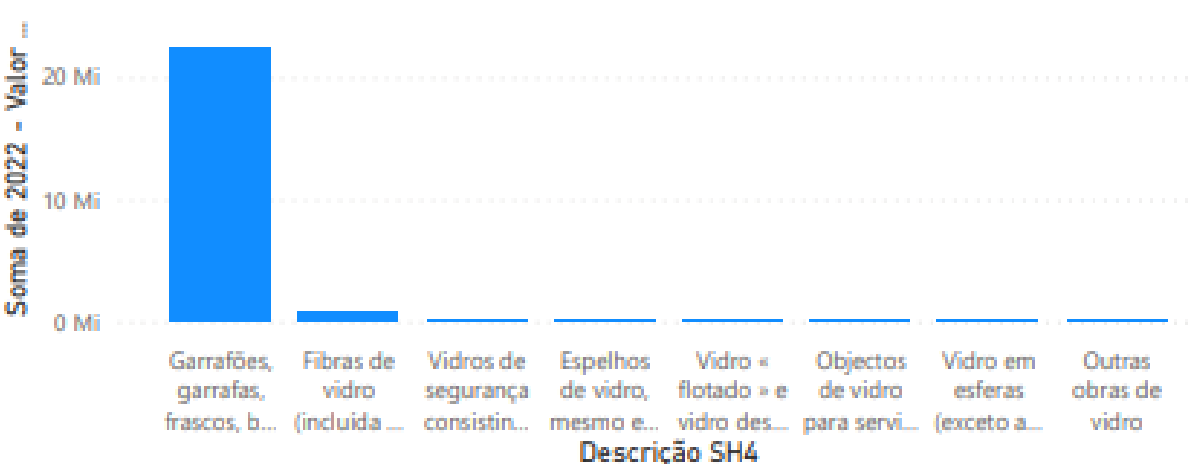 Soma de 2022 - Valor ...
20 Mi
10 Mi
0 Mi
Garrafões,
garrafas,
frascos, b...
Fibras de
vidro
(incluída ...
Vidros de
segurança
consistin...
Espelhos
de vidro,
mesmo e...
Vidro «
flotado » e
vidro des...
Objectos
de vidro
para servi...
Vidro em
esferas
(exceto a...
Outras
obras de
vidro
Descrição SH4